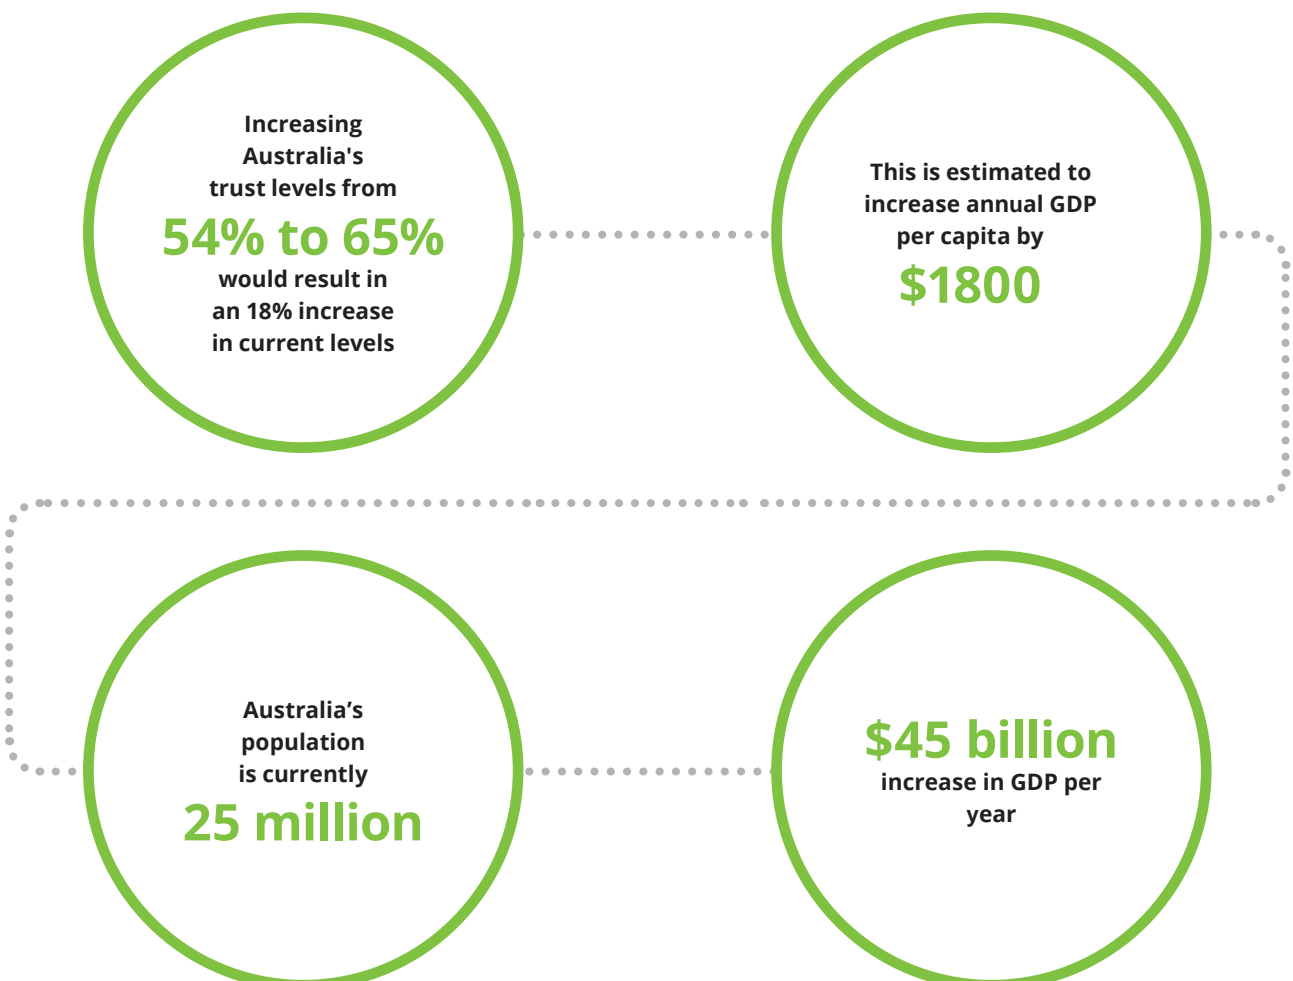 Increasing
Australia's
trust levels from
54% to 65%
would result in
an 18% increase
in current levels
This is estimated to
increase annual GDP
per capita by
$1800
Australia’s
population
is currently
25 million
$45 billion
increase in GDP per
year